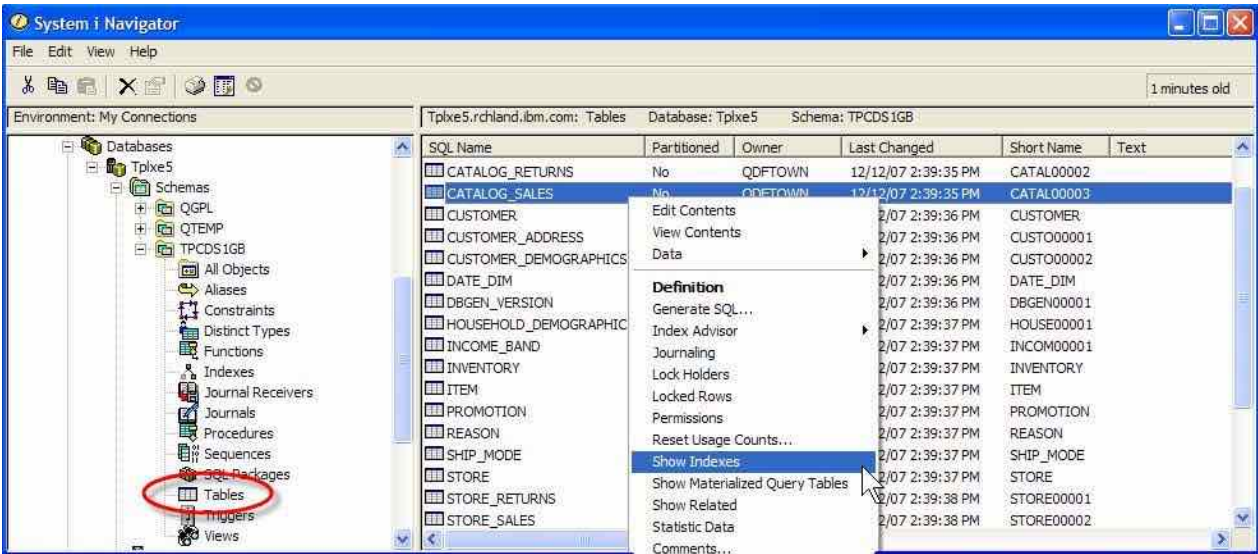 System i Navigator
File Edit View Help
1 minutes old
Environment: My Connections
Tplxe5.rchland.ibm.com: Tables Database: Tplxe5 Schema: TPCDS1GB
Databases
Tplxe5
Schemas
QGPL
QTEMP
TPCDS1GB
All Objects
Aliases
Constraints
Distinct Types
Functions
Indexes
Journal Receivers
Journals
Procedures
Sequences
SQL Packages
Tables
Triggers
Views
SQL Name Partitioned Owner Last Changed Short Name Text
CATALOG_RETURNS No QDFTOWN 12/12/07 2:39:35 PM CATAL00002
CATALOG_SALES No QDFTOWN 12/12/07 2:39:35 PM CATAL00003
CUSTOMER 2/07 2:39:36 PM CUSTOMER
CUSTOMER_ADDRESS 2/07 2:39:36 PM CUSTO00001
CUSTOMER_DEMOGRAPHICS 2/07 2:39:36 PM CUSTO00002
DATE_DIM 2/07 2:39:36 PM DATE_DIM
DBGEN_VERSION 2/07 2:39:36 PM DBGEN00001
HOUSEHOLD_DEMOGRAPHIC 2/07 2:39:37 PM HOUSE00001
INCOME_BAND 2/07 2:39:37 PM INCOM00001
INVENTORY 2/07 2:39:37 PM INVENTORY
ITEM 2/07 2:39:37 PM ITEM
PROMOTION 2/07 2:39:37 PM PROMOTION
REASON 2/07 2:39:37 PM REASON
SHIP_MODE 2/07 2:39:37 PM SHIP_MODE
STORE 2/07 2:39:37 PM STORE
STORE_RETURNS 2/07 2:39:38 PM STORE00001
STORE_SALES 2/07 2:39:38 PM STORE00002
Edit Contents
View Contents
Data
Definition
Generate SQL...
Index Advisor
Journaling
Lock Holders
Locked Rows
Permissions
Reset Usage Counts...
Show Indexes
Show Materialized Query Tables
Show Related
Statistic Data
Comments...